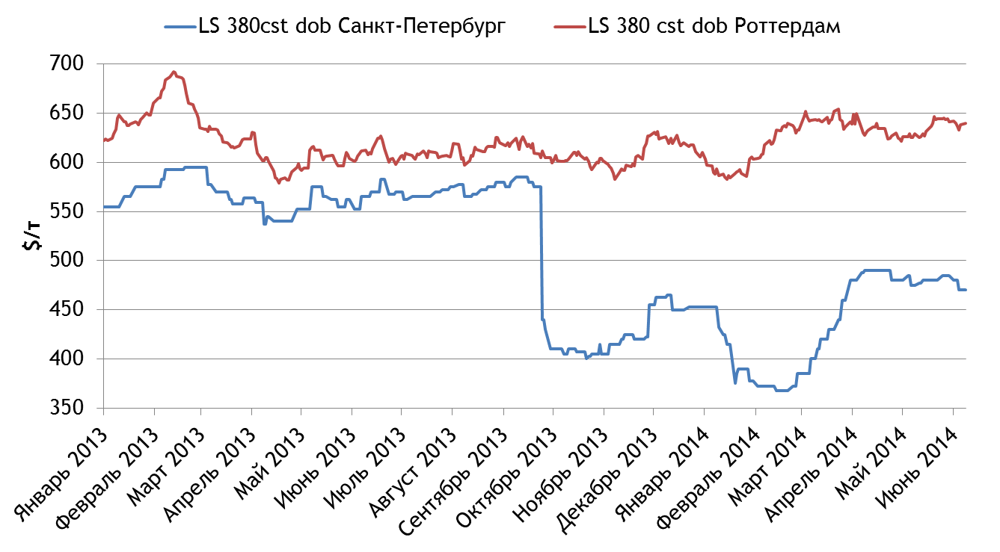 LS 380cst dob Санкт-Петербург LS 380 cst dob Роттердам
700
650
600
550
500
450
400
350
$/т
Январь 2013
Февраль 2013
Март 2013
Апрель 2013
Май 2013
Июнь 2013
Июль 2013
Август 2013
Сентябрь 2013
Октябрь 2013
Ноябрь 2013
Декабрь 2013
Январь 2014
Февраль 2014
Март 2014
Апрель 2014
Май 2014
Июнь 2014